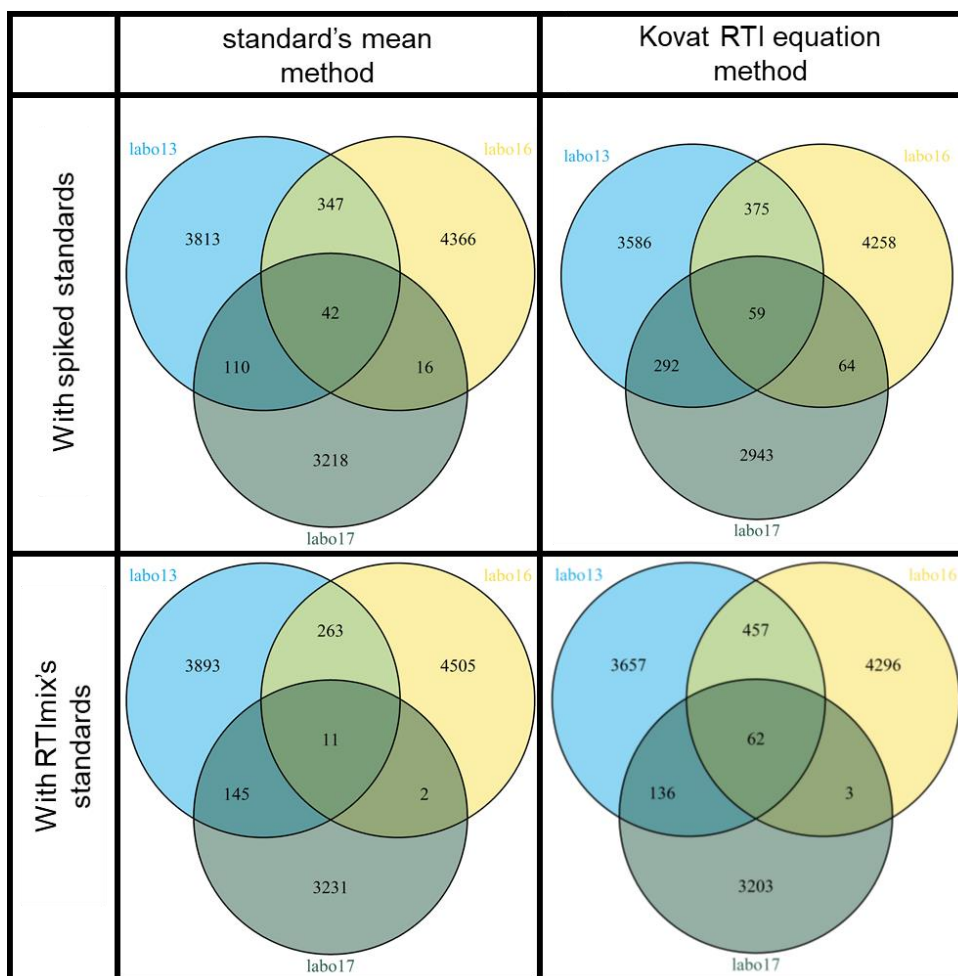 standard's mean
method
Kovat RTI equation
method
With spiked standards
labo13
labo16
347
3813
4366
42
110
16
3218
labo17
labo13
labo16
375
3586
4258
59
292
64
2943
labo17
With RTImix's
standards
labo13
labo16
263
3893
4505
11
145
2
3231
labo17
labo13
labo16
457
3657
4296
62
136
3
3203
labo17